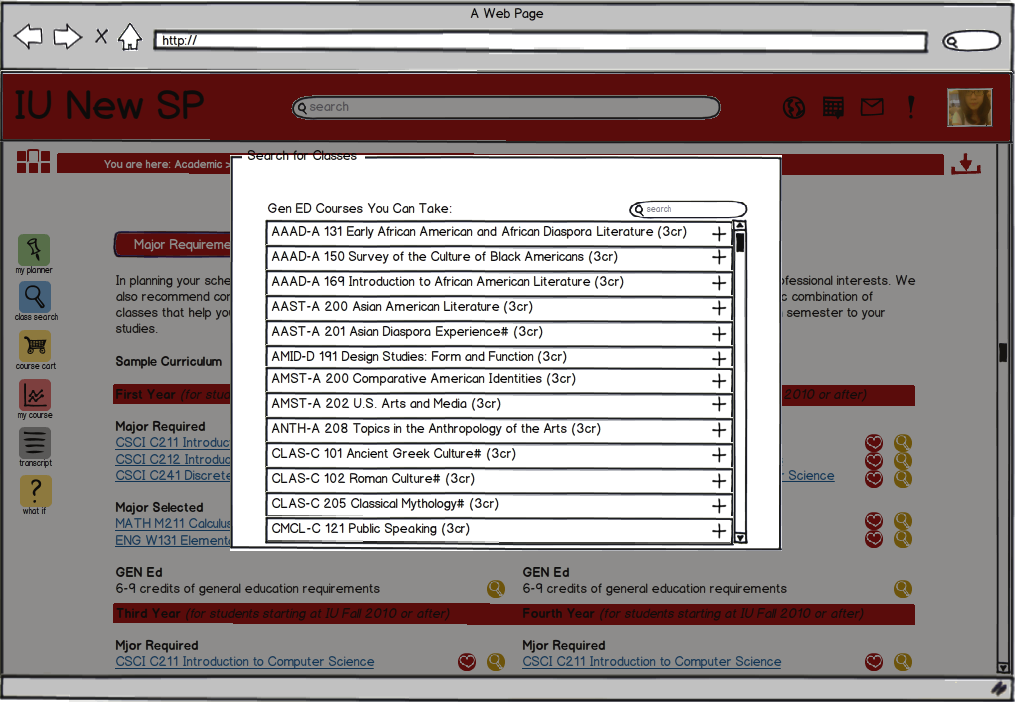 A Web Page
http://
IU New SP
search
!
You are here: Academic >
Search for Classes
Gen ED Courses You Can Take:
search
AAAD-A 131 Early African American and African Diaspora Literature (3cr)
AAAD-A 150 Survey of the Culture of Black Americans (3cr)
AAAD-A 169 Introduction to African American Literature (3cr)
AAST-A 200 Asian American Literature (3cr)
AAST-A 201 Asian Diaspora Experience# (3cr)
AMID-D 191 Design Studies: Form and Function (3cr)
AMST-A 200 Comparative American Identities (3cr)
AMST-A 202 U.S. Arts and Media (3cr)
ANTH-A 208 Topics in the Anthropology of the Arts (3cr)
CLAS-C 101 Ancient Greek Culture# (3cr)
CLAS-C 102 Roman Culture# (3cr)
CLAS-C 205 Classical Mythology# (3cr)
CMCL-C 121 Public Speaking (3cr)
my planner
class search
course cart
my course
transcript
?
what if
Major Requireme
In planning your sche
ofessional interests. We
also recommend cor
c combination of
classes that help you
semester to your
studies.
Sample Curriculum
First Year (for stud
2010 or after)
Major Required
CSCI C211 Introduc
CSCI C212 Introduc
CSCI C241 Discrete
er Science
Major Selected
MATH M211 Calculus
ENG W131 Elementa
GEN Ed
6-9 credits of general education requirements
GEN Ed
6-9 credits of general education requirements
Third Year (for students starting at IU Fall 2010 or after)
Fourth Year (for students starting at IU Fall 2010 or after)
Mjor Required
CSCI C211 Introduction to Computer Science
Mjor Required
CSCI C211 Introduction to Computer Science